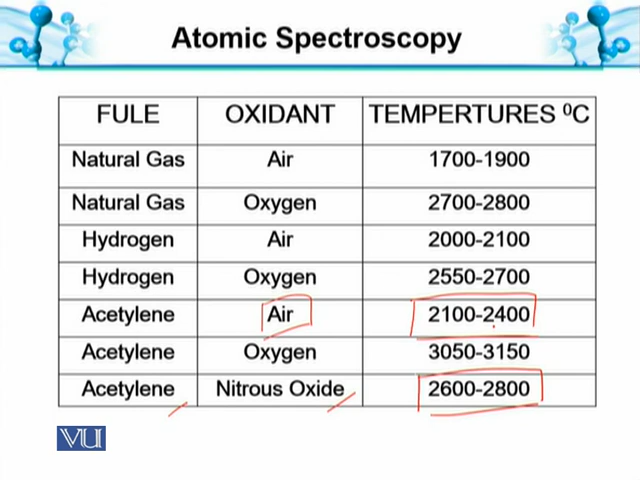 Atomic Spectroscopy
FULE OXIDANT TEMPERTURES ⁰C
Natural Gas Air 1700-1900
Natural Gas Oxygen 2700-2800
Hydrogen Air 2000-2100
Hydrogen Oxygen 2550-2700
Acetylene Air 2100-2400
Acetylene Oxygen 3050-3150
Acetylene Nitrous Oxide 2600-2800
VU